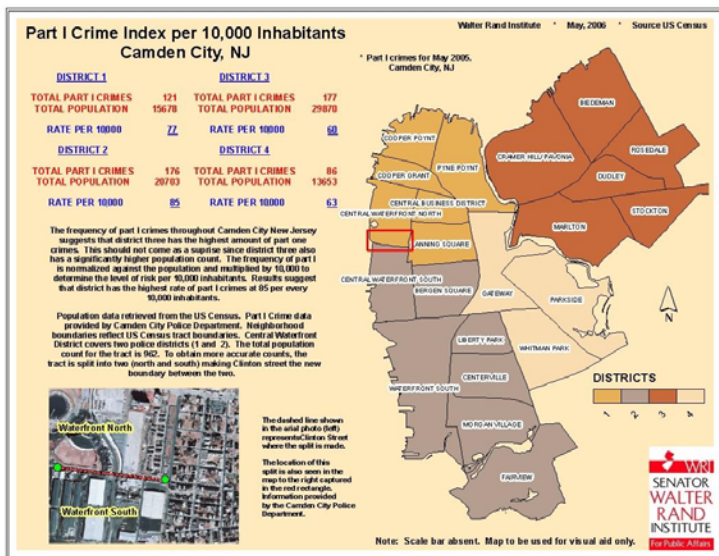 Part I Crime Index per 10,000 Inhabitants
Camden City, NJ
Walter Rand Institute * May, 2006 * Source US Census
* Part I crimes for May 2005.
Camden City, NJ
DISTRICT 1
TOTAL PART I CRIMES 121
TOTAL POPULATION 15678
RATE PER 10000 77
DISTRICT 3
TOTAL PART I CRIMES 177
TOTAL POPULATION 29870
RATE PER 10000 60
DISTRICT 2
TOTAL PART I CRIMES 176
TOTAL POPULATION 20703
RATE PER 10000 85
DISTRICT 4
TOTAL PART I CRIMES 86
TOTAL POPULATION 13653
RATE PER 10000 63
The frequency of part I crimes throughout Camden City New Jersey
suggests that district three has the highest amount of part one
crimes. This should not come as a suprise since district three also
has a significantly higher population count. The frequency of part I
is normalized against the population and multiplied by 10,000 to
determine the level of risk per 10,000 inhabitants. Results suggest
that district has the highest rate of part I crimes at 85 per every
10,000 inhabitants.
Population data retrieved from the US Census. Part I Crime data
provided by Camden City Police Department. Neighborhood
boundaries reflect US Census tract boundaries. Central Waterfront
District covers two police districts (1 and 2). The total population
count for the tract is 962. To obtain more accurate counts, the
tract is split into two (north and south) making Clinton street the new
boundary between the two.
Waterfront North
Waterfront South
The dashed line shown
in the arial photo (left)
represents Clinton Street
where the split is made.
The location of this
split is also seen in the
map to the right captured
in the red rectangle.
Information provided
by the Camden City Police
Department.
BIEDEMAN
COOPER POYNT
PYNE POYNT
CRAMER HILL/PAVONIA
ROSEDALE
COOPER GRANT
DUDLEY
CENTRAL BUSINESS DISTRICT
STOCKTON
CENTRAL WATERFRONT NORTH
MARLTON
LANNING SQUARE
CENTRAL WATERFRONT SOUTH
BERGEN SQUARE
GATEWAY
PARKSIDE
LIBERTY PARK
WHITMAN PARK
CENTERVILLE
WATERFRONT SOUTH
MORGAN VILLAGE
FAIRVIEW
N
DISTRICTS
1 2 3 4
WRI
SENATOR
WALTER
RAND
INSTITUTE
For Public Affairs
Note: Scale bar absent. Map to be used for visual aid only.